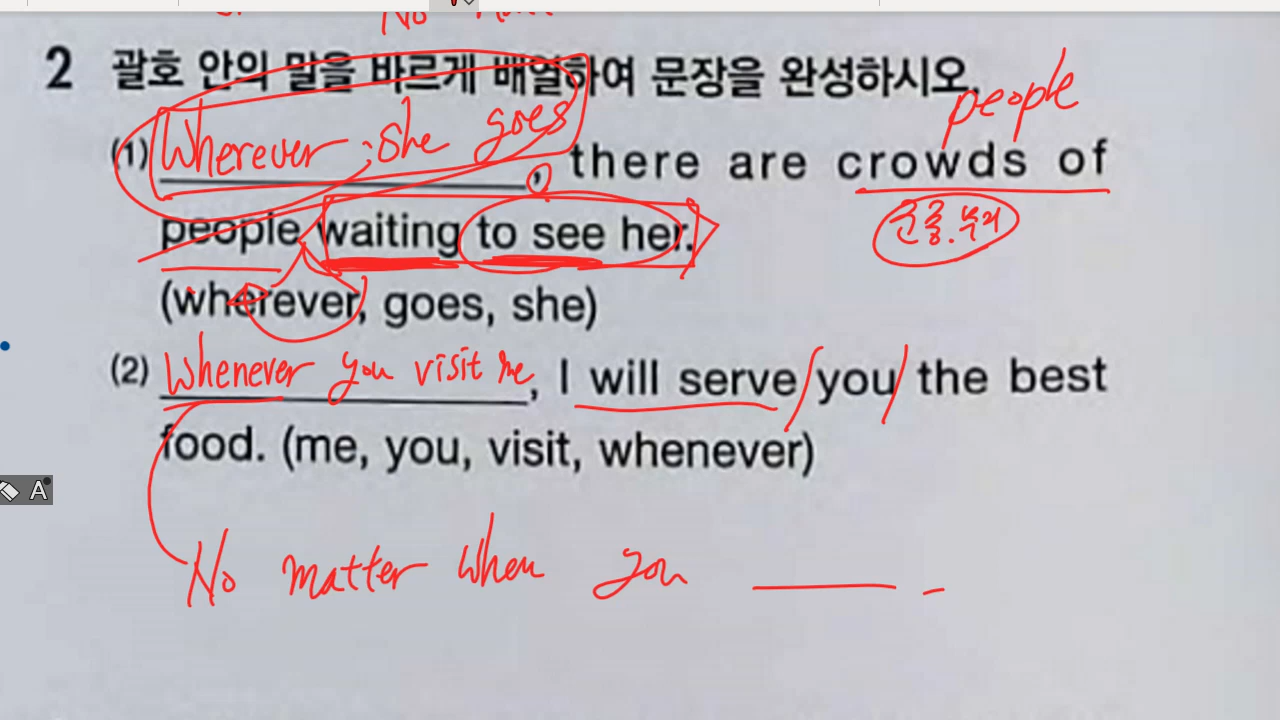 No
2 괄호 안의 말을 바르게 배열하여 문장을 완성하시오.
people
(1) Wherever she goes, there are crowds of
people waiting to see her.
군중.무리
(wherever, goes, she)
(2) Whenever you visit me, I will serve you the best
food. (me, you, visit, whenever)
A
No matter when you